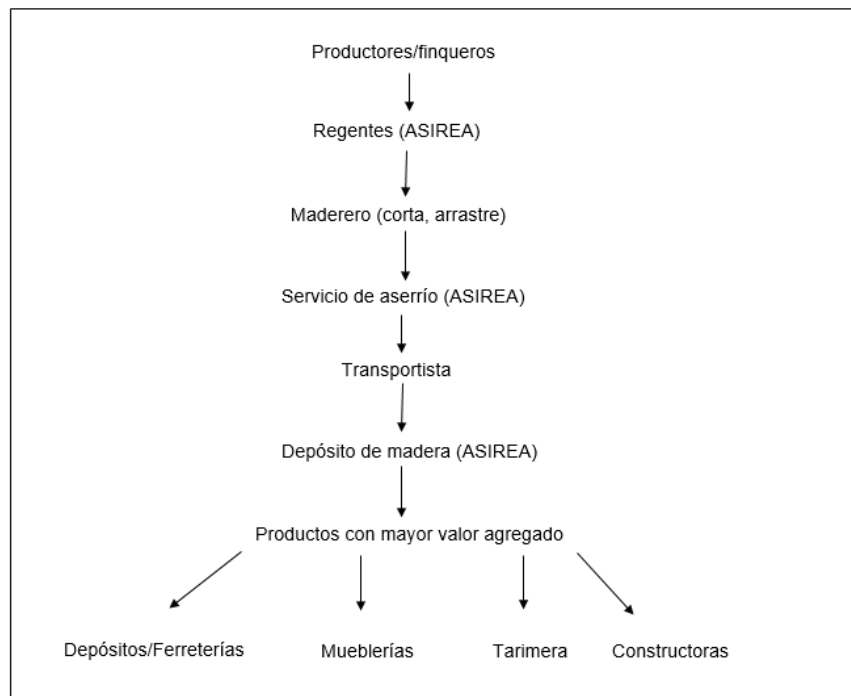 Productores/finqueros
Regentes (ASIREA)
Maderero (corta, arrastre)
Servicio de aserrío (ASIREA)
Transportista
Depósito de madera (ASIREA)
Productos con mayor valor agregado
Depósitos/Ferreterías Mueblerías Tarimera Constructoras